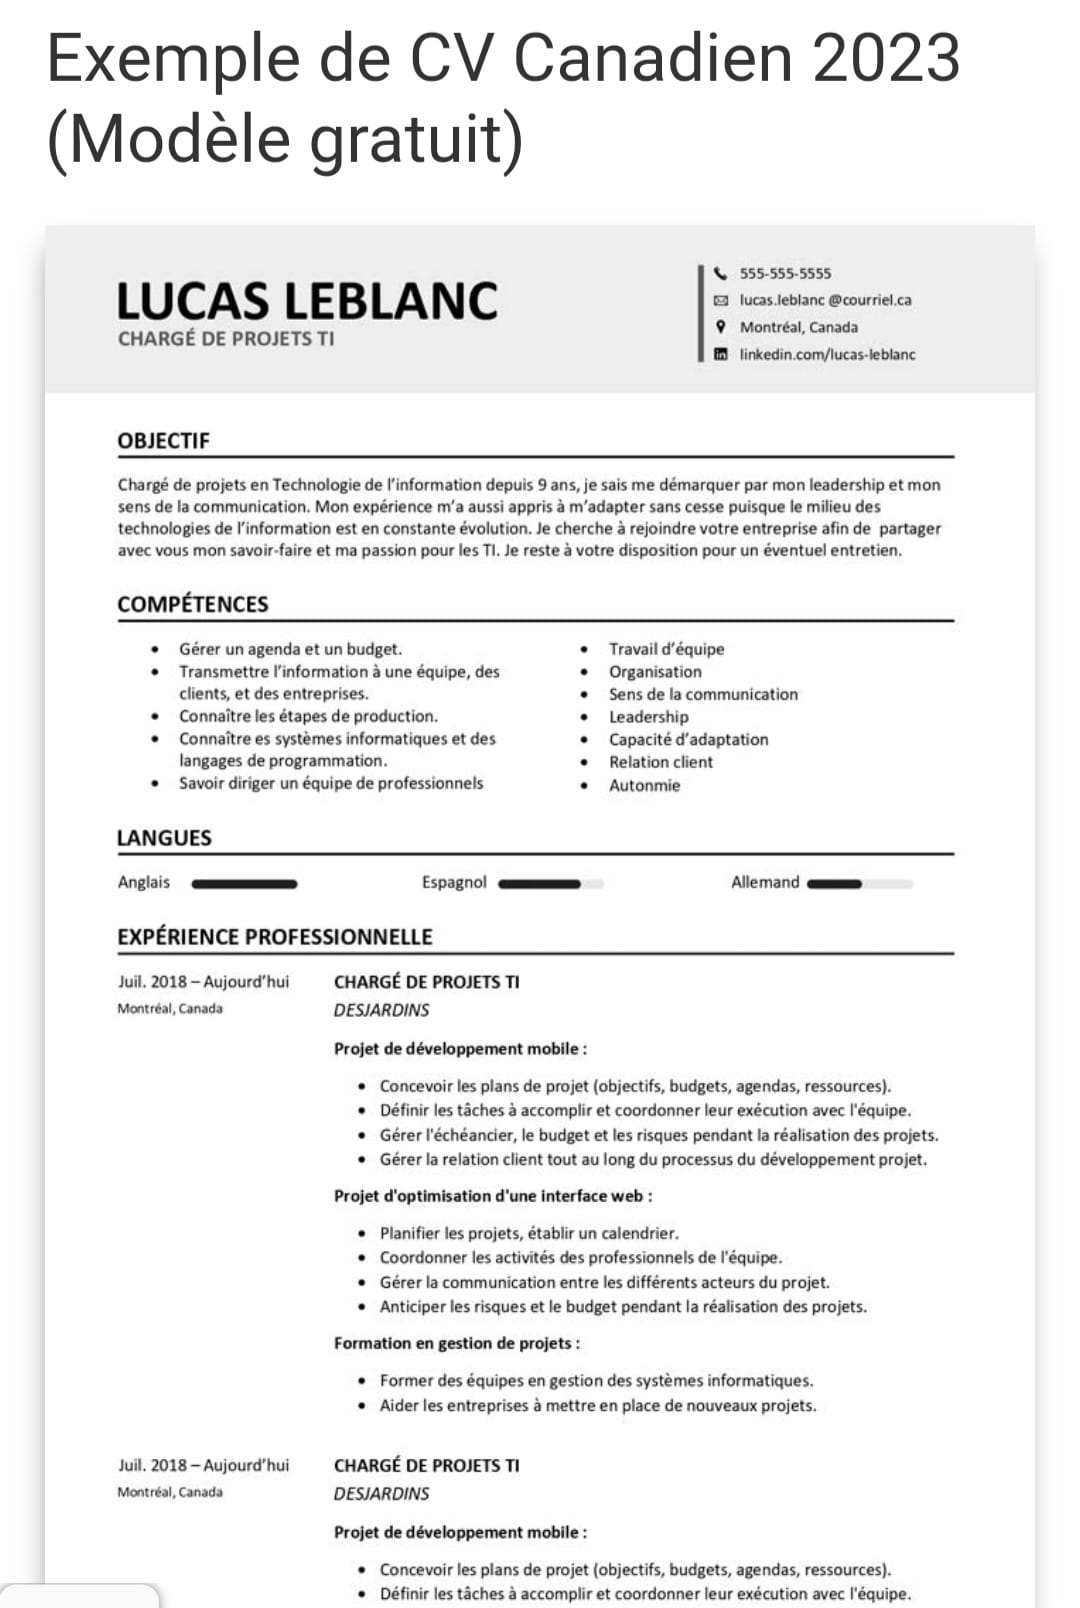 Exemple de CV Canadien 2023
(Modèle gratuit)
LUCAS LEBLANC
CHARGÉ DE PROJETS TI
555-555-5555
lucas.leblanc @courriel.ca
Montréal, Canada
linkedin.com/lucas-leblanc
OBJECTIF
Chargé de projets en Technologie de l'information depuis 9 ans, je sais me démarquer par mon leadership et mon
sens de la communication. Mon expérience m'a aussi appris à m'adapter sans cesse puisque le milieu des
technologies de l'information est en constante évolution. Je cherche à rejoindre votre entreprise afin de partager
avec vous mon savoir-faire et ma passion pour les TI. Je reste à votre disposition pour un éventuel entretien.
COMPÉTENCES
• Gérer un agenda et un budget.
• Transmettre l'information à une équipe, des
clients, et des entreprises.
• Connaître les étapes de production.
• Connaître es systèmes informatiques et des
langages de programmation.
• Savoir diriger un équipe de professionnels
• Travail d'équipe
• Organisation
• Sens de la communication
• Leadership
• Capacité d'adaptation
• Relation client
• Autonmie
LANGUES
Anglais
Espagnol
Allemand
EXPÉRIENCE PROFESSIONNELLE
Juil. 2018 – Aujourd'hui
Montréal, Canada
CHARGÉ DE PROJETS TI
DESJARDINS
Projet de développement mobile :
• Concevoir les plans de projet (objectifs, budgets, agendas, ressources).
• Définir les tâches à accomplir et coordonner leur exécution avec l'équipe.
• Gérer l'échéancier, le budget et les risques pendant la réalisation des projets.
• Gérer la relation client tout au long du processus du développement projet.
Projet d'optimisation d'une interface web :
• Planifier les projets, établir un calendrier.
• Coordonner les activités des professionnels de l'équipe.
• Gérer la communication entre les différents acteurs du projet.
• Anticiper les risques et le budget pendant la réalisation des projets.
Formation en gestion de projets :
• Former des équipes en gestion des systèmes informatiques.
• Aider les entreprises à mettre en place de nouveaux projets.
Juil. 2018 – Aujourd'hui
Montréal, Canada
CHARGÉ DE PROJETS TI
DESJARDINS
Projet de développement mobile :
• Concevoir les plans de projet (objectifs, budgets, agendas, ressources).
• Définir les tâches à accomplir et coordonner leur exécution avec l'équipe.